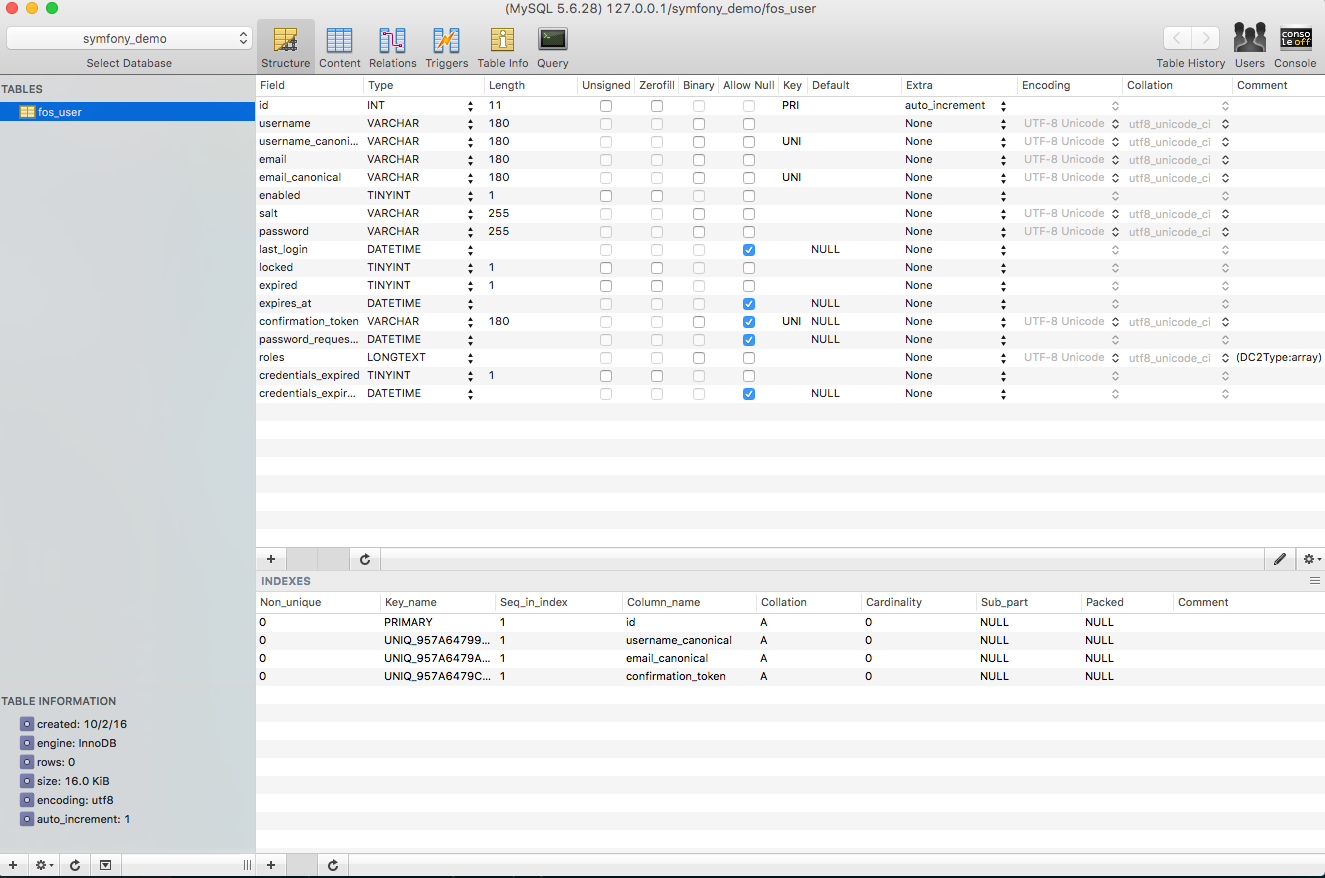 (MySQL 5.6.28) 127.0.0.1/symfony_demo/fos_user
symfony_demo
Select Database
Structure Content Relations Triggers Table Info Query
Table History Users Console
conso
le off
TABLES
fos_user
Field Type Length Unsigned Zerofill Binary Allow Null Key Default Extra Encoding Collation Comment
id INT 11 PRI auto_increment
username VARCHAR 180 None UTF-8 Unicode utf8_unicode_ci
username_canoni... VARCHAR 180 UNI None UTF-8 Unicode utf8_unicode_ci
email VARCHAR 180 None UTF-8 Unicode utf8_unicode_ci
email_canonical VARCHAR 180 UNI None UTF-8 Unicode utf8_unicode_ci
enabled TINYINT 1 None
salt VARCHAR 255 None UTF-8 Unicode utf8_unicode_ci
password VARCHAR 255 None UTF-8 Unicode utf8_unicode_ci
last_login DATETIME NULL None
locked TINYINT 1 None
expired TINYINT 1 None
expires_at DATETIME NULL None
confirmation_token VARCHAR 180 UNI NULL None UTF-8 Unicode utf8_unicode_ci
password_reques... DATETIME NULL None
roles LONGTEXT None UTF-8 Unicode utf8_unicode_ci (DC2Type:array)
credentials_expired TINYINT 1 None
credentials_expir... DATETIME NULL None
INDEXES
Non_unique Key_name Seq_in_index Column_name Collation Cardinality Sub_part Packed Comment
0 PRIMARY 1 id A 0 NULL NULL
0 UNIQ_957A64799... 1 username_canonical A 0 NULL NULL
0 UNIQ_957A6479A... 1 email_canonical A 0 NULL NULL
0 UNIQ_957A6479C... 1 confirmation_token A 0 NULL NULL
TABLE INFORMATION
created: 10/2/16
engine: InnoDB
rows: 0
size: 16.0 KiB
encoding: utf8
auto_increment: 1